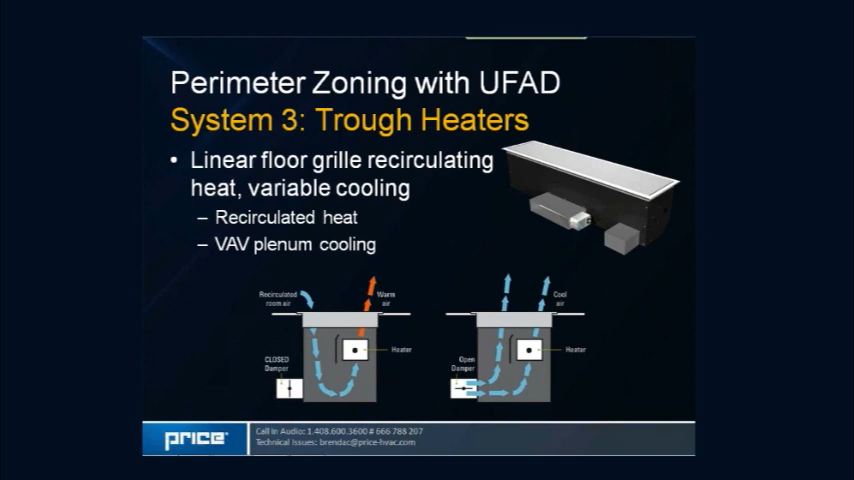 Perimeter Zoning with UFAD
System 3: Trough Heaters
• Linear floor grille recirculating
heat, variable cooling
– Recirculated heat
– VAV plenum cooling
Recirculated
room air
Warm
air
Heater
CLOSED
Damper
Cool
air
Heater
Open
Damper
price
Call In Audio: 1.408.600.3600 # 666 788 207
Technical Issues: brendac@price-hvac.com